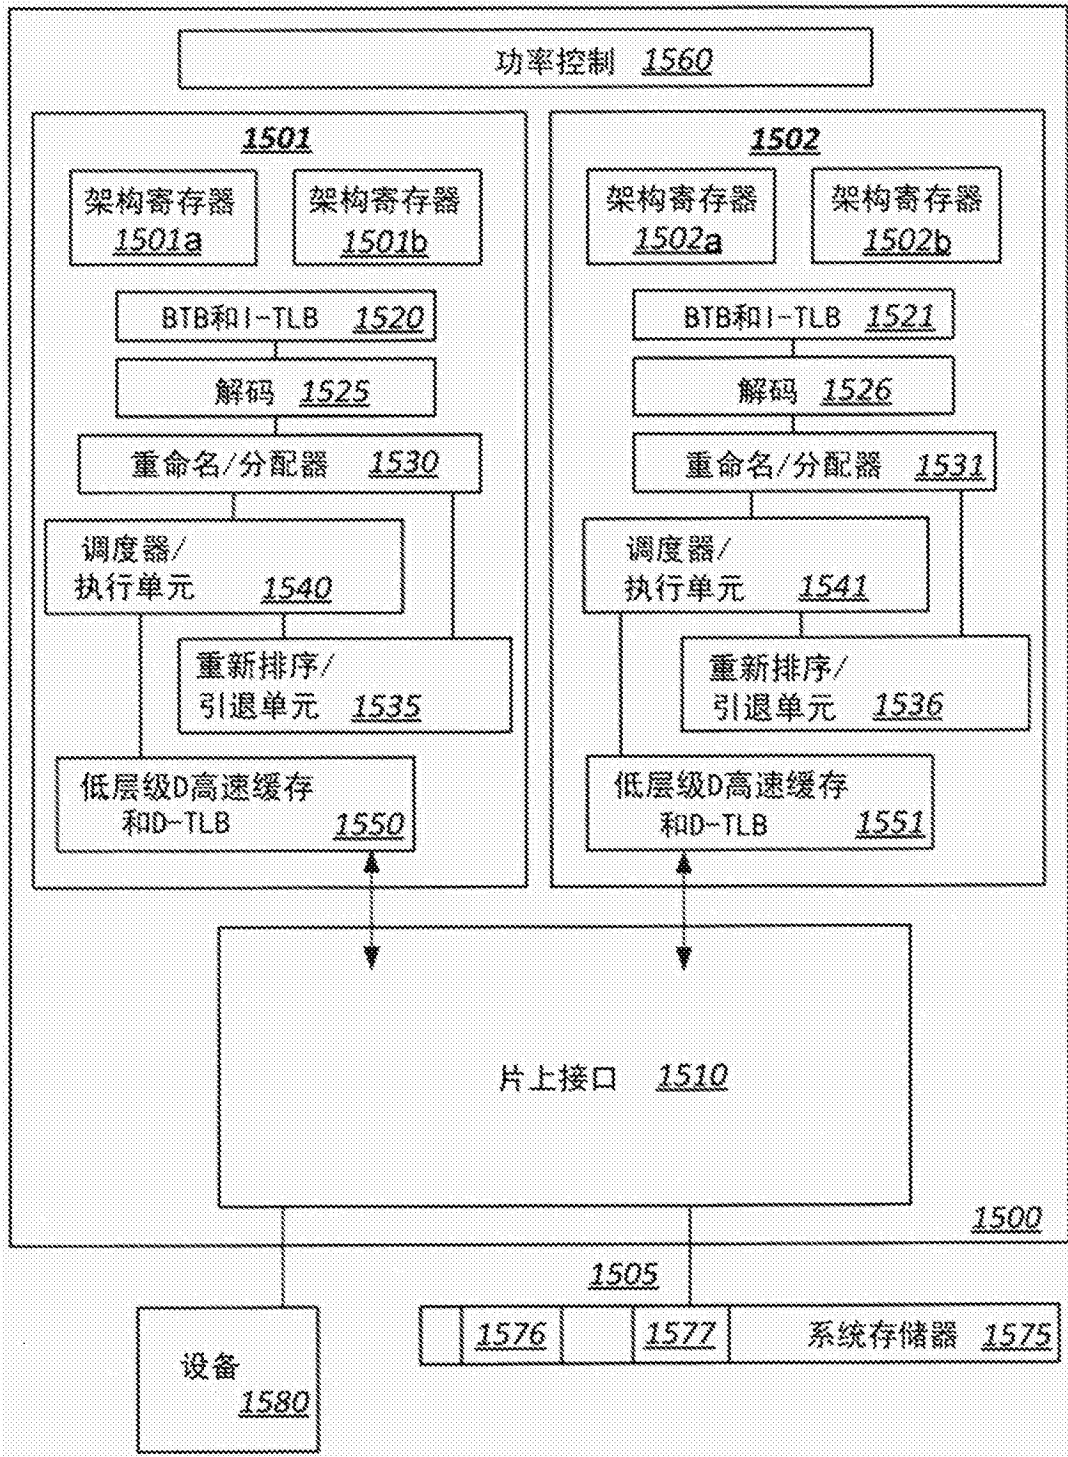 功率控制 1560
1501
架构寄存器
1501a
架构寄存器
1501b
BTB和I-TLB 1520
解码 1525
重命名/分配器 1530
调度器/
执行单元 1540
重新排序/
引退单元 1535
低层级D高速缓存
和D-TLB 1550
1502
架构寄存器
1502a
架构寄存器
1502b
BTB和I-TLB 1521
解码 1526
重命名/分配器 1531
调度器/
执行单元 1541
重新排序/
引退单元 1536
低层级D高速缓存
和D-TLB 1551
片上接口 1510
1500
1505
设备
1580
1576 1577 系统存储器 1575